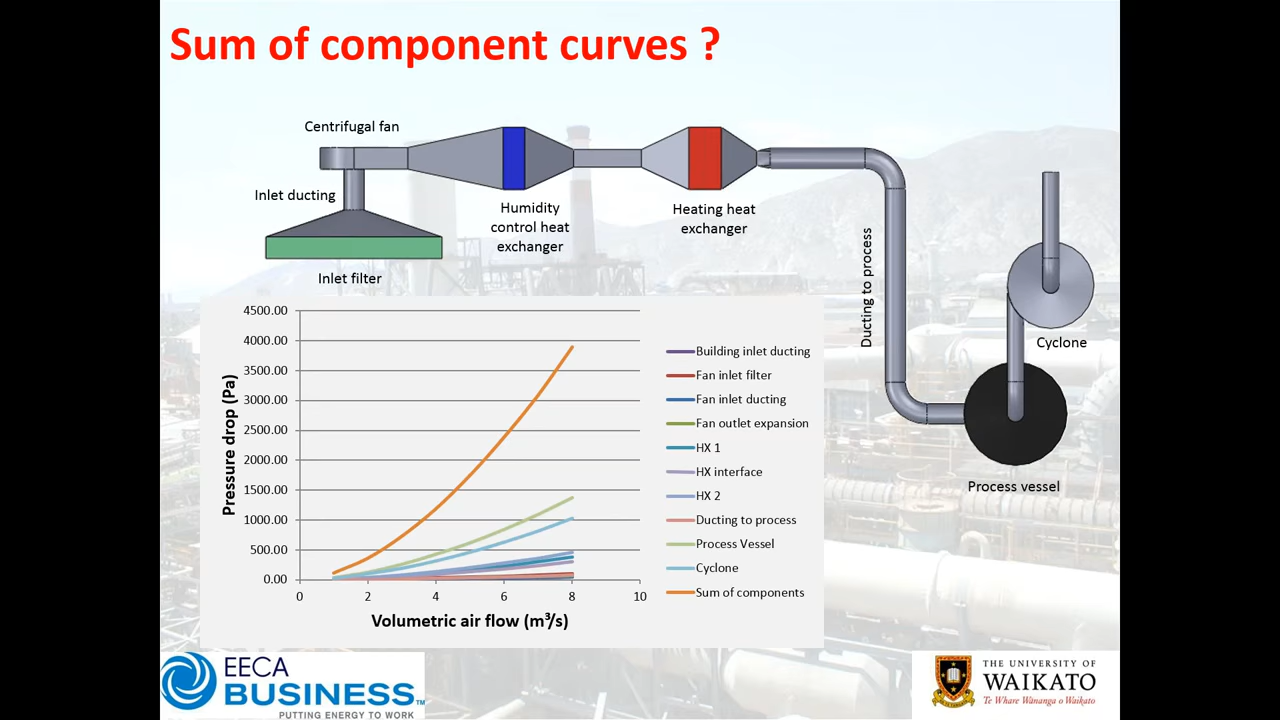 Sum of component curves ?
Centrifugal fan
Inlet ducting
Humidity
control heat
exchanger
Heating heat
exchanger
Inlet filter
Ducting to process
Cyclone
Process vessel
4500.00
4000.00
3500.00
3000.00
2500.00
2000.00
1500.00
1000.00
500.00
0.00
Pressure drop (Pa)
0 2 4 6 8 10
Volumetric air flow (m³/s)
Building inlet ducting
Fan inlet filter
Fan inlet ducting
Fan outlet expansion
HX 1
HX interface
HX 2
Ducting to process
Process Vessel
Cyclone
Sum of components
EECA
BUSINESS™
PUTTING ENERGY TO WORK
THE UNIVERSITY OF
WAIKATO
Te Whare Wānanga o Waikato